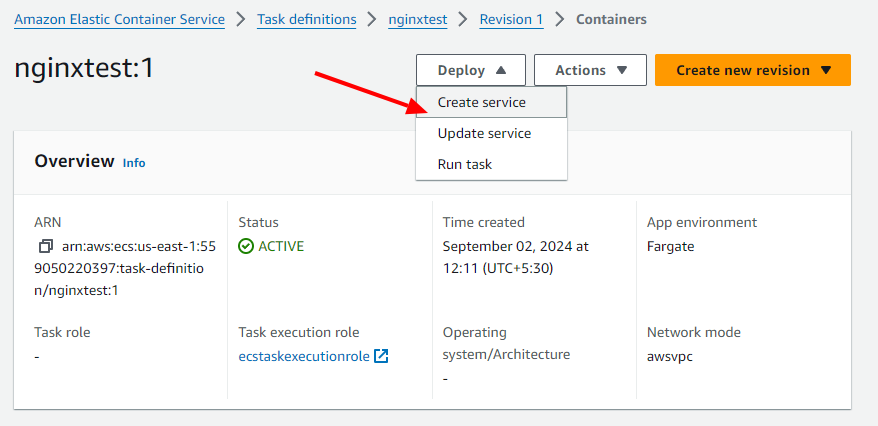 Amazon Elastic Container Service > Task definitions > nginxtest > Revision 1 > Containers
nginxtest:1
Deploy
Actions
Create new revision
Create service
Update service
Run task
Overview Info
ARN
arn:aws:ecs:us-east-1:55
9050220397:task-definitio
n/nginxtest:1
Status
ACTIVE
Time created
September 02, 2024 at
12:11 (UTC+5:30)
App environment
Fargate
Task role
-
Task execution role
ecstaskexecutionrole
Operating
system/Architecture
-
Network mode
awsvpc